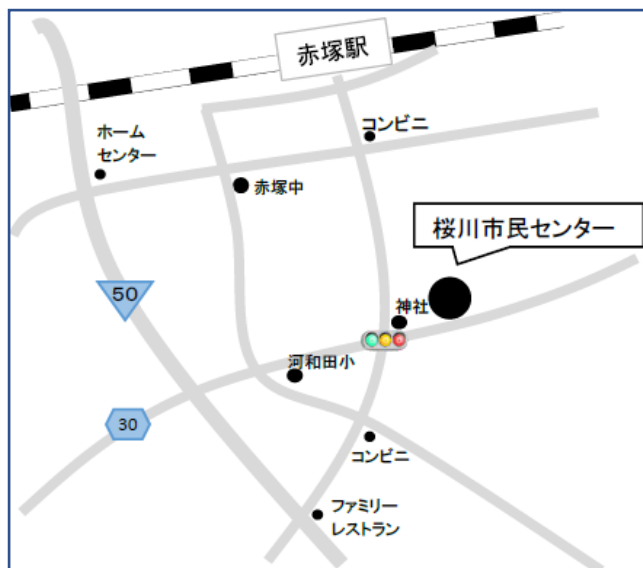 赤塚駅
ホーム
センター
コンビニ
赤塚中
桜川市民センター
50
神社
河和田小
30
コンビニ
ファミリー
レストラン